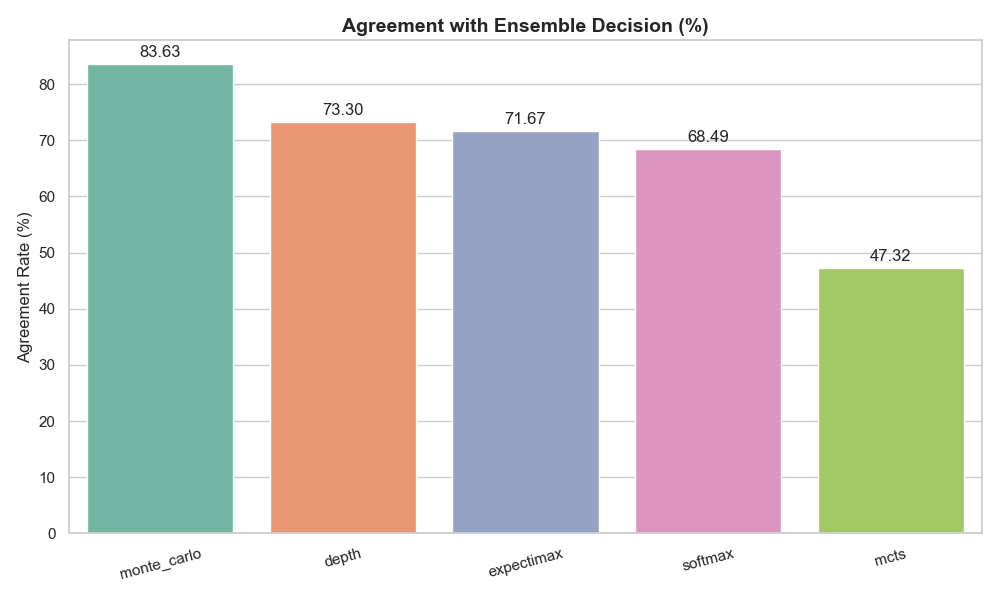 Agreement with Ensemble Decision (%)
Agreement Rate (%)
80
70
60
50
40
30
20
10
0
83.63
73.30
71.67
68.49
47.32
monte_carlo
depth
expectimax
softmax
mcts